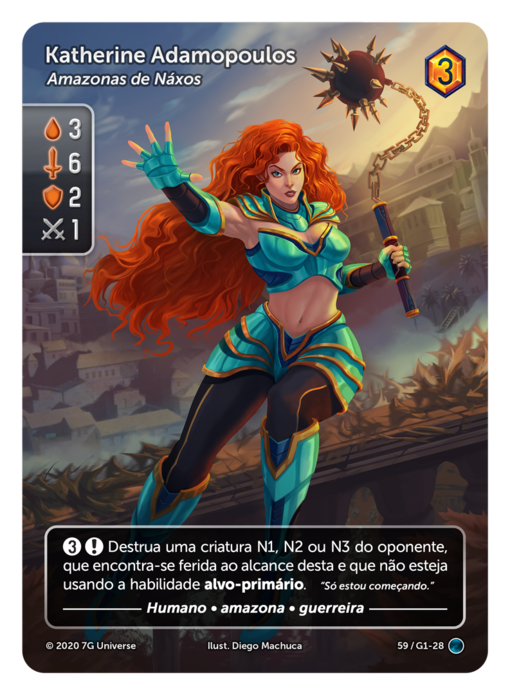 Katherine Adamopoulos
Amazonas de Náxos
3
3
6
2
1
3 ! Destrua uma criatura N1, N2 ou N3 do oponente,
que encontra-se ferida ao alcance desta e que não esteja
usando a habilidade alvo-primário. "Só estou começando."
Humano • amazona • guerreira
© 2020 7G Universe Ilust. Diego Machuca 59 / G1-28